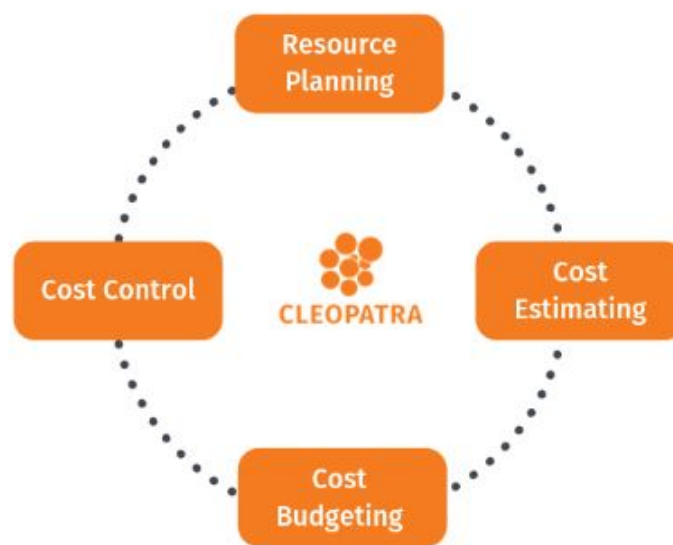 Resource
Planning
Cost Control
CLEOPATRA
Cost
Estimating
Cost
Budgeting